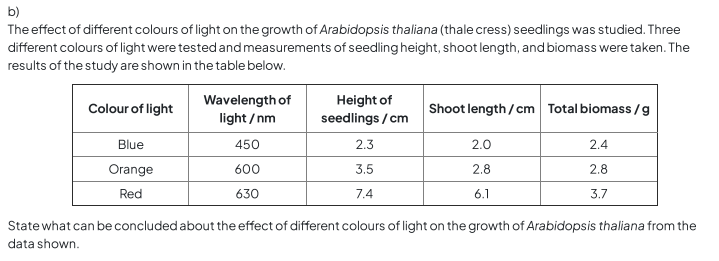 b)
The effect of different colours of light on the growth of Arabidopsis thaliana (thale cress) seedlings was studied. Three
different colours of light were tested and measurements of seedling height, shoot length, and biomass were taken. The
results of the study are shown in the table below.
Colour of light | Wavelength of light / nm | Height of seedlings / cm | Shoot length / cm | Total biomass / g
Blue | 450 | 2.3 | 2.0 | 2.4
Orange | 600 | 3.5 | 2.8 | 2.8
Red | 630 | 7.4 | 6.1 | 3.7
State what can be concluded about the effect of different colours of light on the growth of Arabidopsis thaliana from the
data shown.